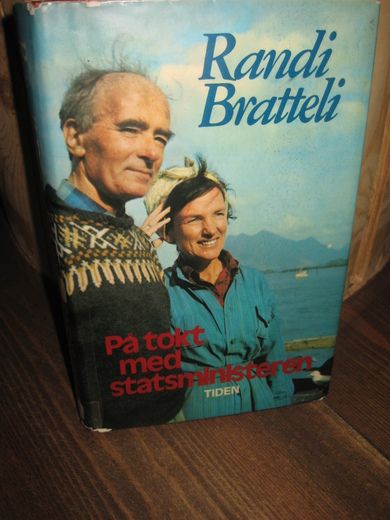 Randi
Bratteli
På tokt
med
statsministeren
TIDEN